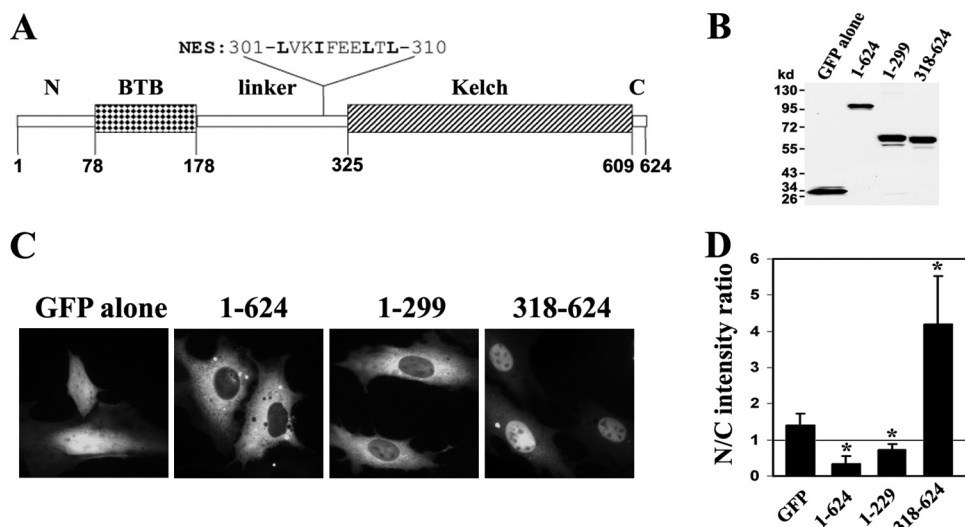 A
NES:301-LVKIFEELTL-310
N BTB linker Kelch C
1 78 178 325 609 624
B
GFP alone 1-624 1-299 318-624
kd
130
95
72
55
43
34
26
C
GFP alone 1-624 1-299 318-624
D
N/C intensity ratio
6
5
4
3
2
1
0
* * *
GFP 1-624 1-229 318-624